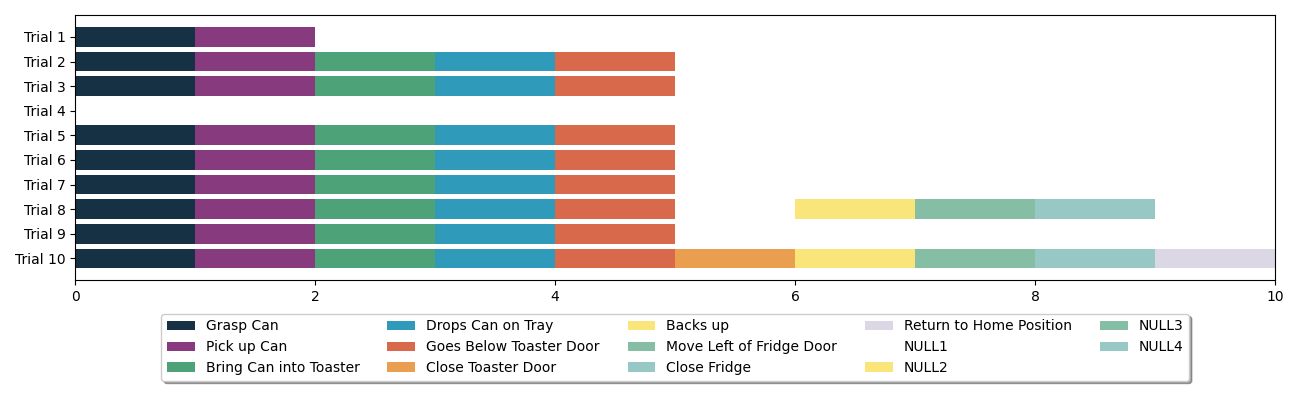 Trial 1
Trial 2
Trial 3
Trial 4
Trial 5
Trial 6
Trial 7
Trial 8
Trial 9
Trial 10
0 2 4 6 8 10
Grasp Can
Pick up Can
Bring Can into Toaster
Drops Can on Tray
Goes Below Toaster Door
Close Toaster Door
Backs up
Move Left of Fridge Door
Close Fridge
Return to Home Position
NULL1
NULL2
NULL3
NULL4